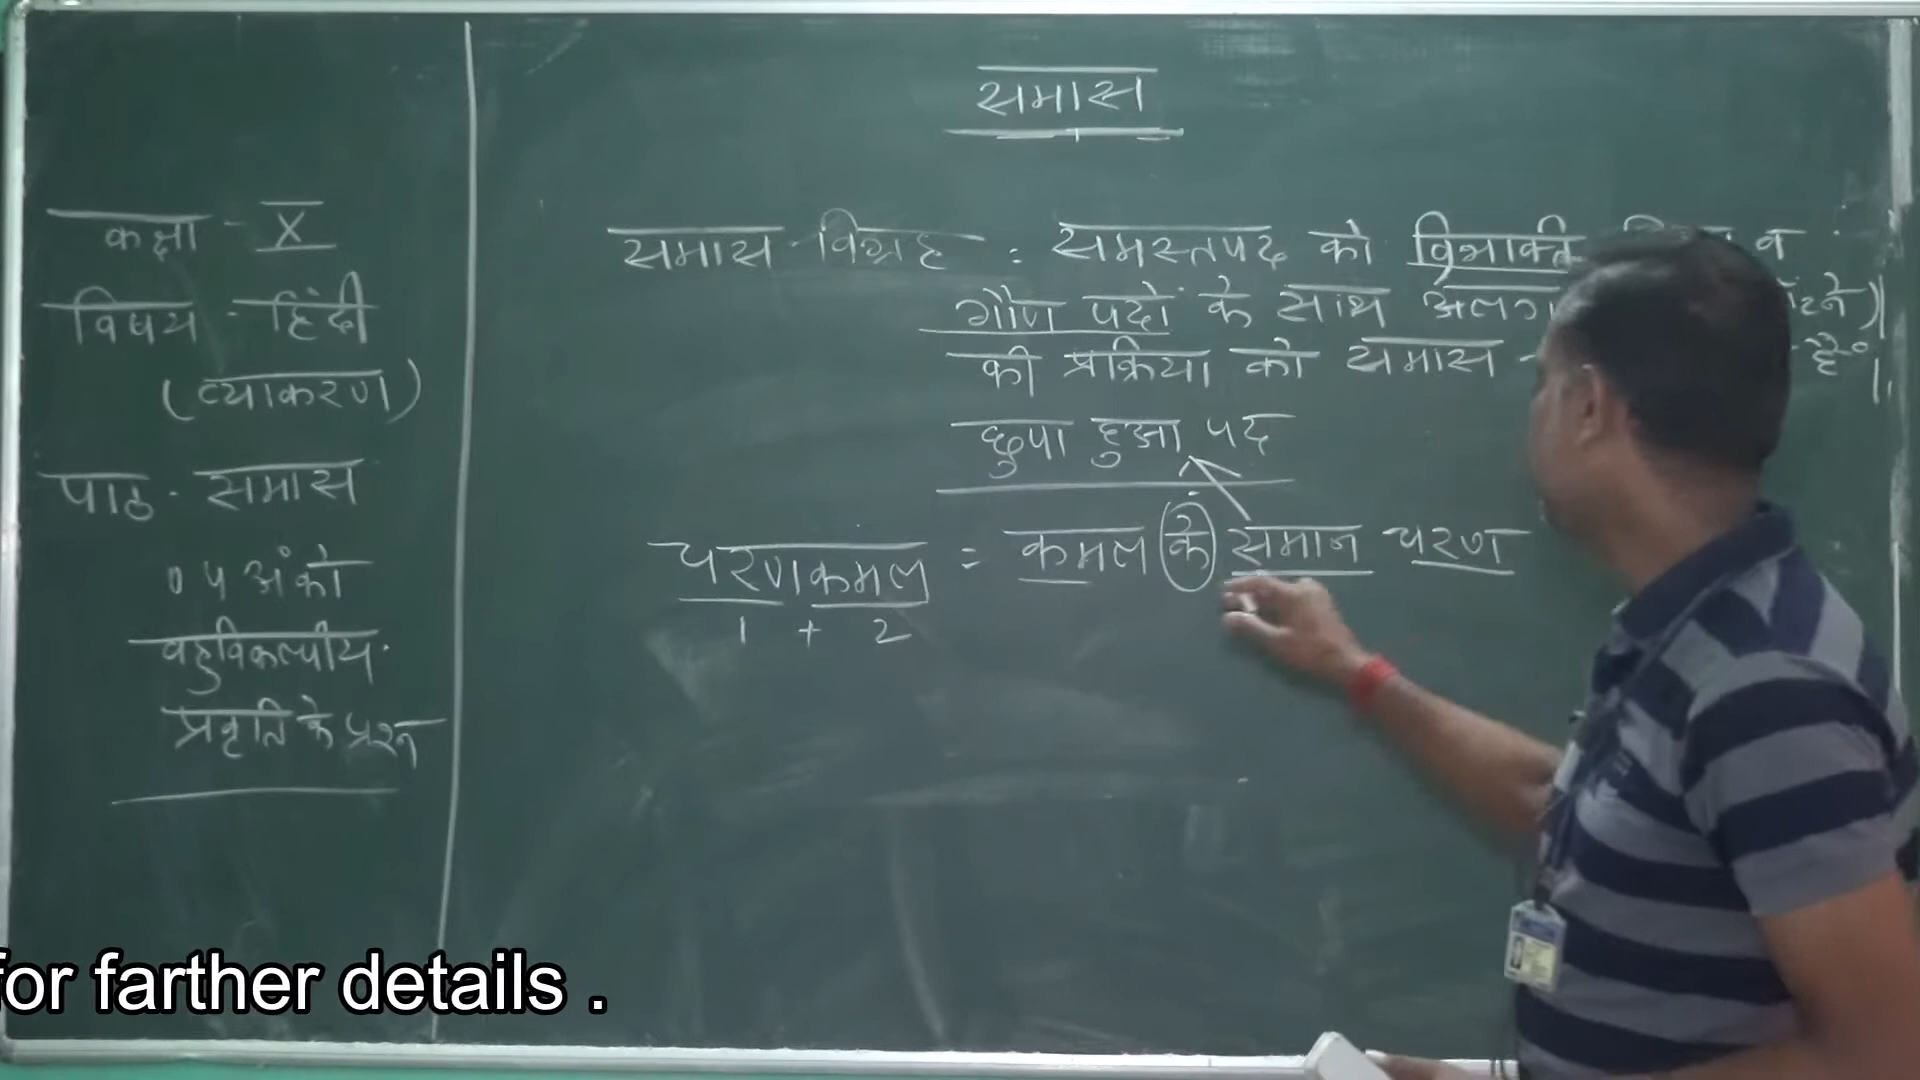 समास
कक्षा - X
विषय - हिंदी
(व्याकरण)
पाठ - समास
05 अंको
बहुविकल्पीय
प्रकृति के प्रश्न
समास - विग्रह : समस्तपद को विभक्ति व
गौण पदों के साथ अलग
की प्रक्रिया को समास - है।
छुपा हुआ पद
चरणकमल = कमल के समान चरण
1 + 2
for farther details .